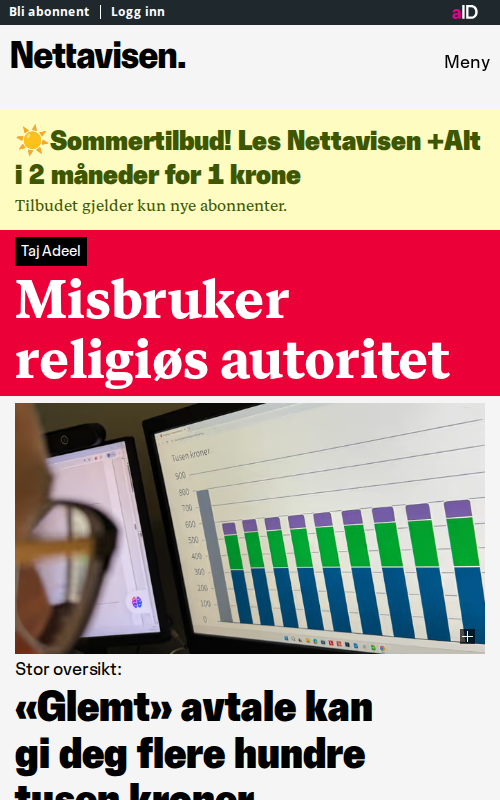 Bli abonnent
Logg inn
aID
Nettavisen.
Meny
Sommertilbud! Les Nettavisen +Alt
i 2 måneder for 1 krone
Tilbudet gjelder kun nye abonnenter.
Taj Adeel
Misbruker
religiøs autoritet
Tusen kroner
900
800
700
600
500
400
300
200
100
0
Stor oversikt:
«Glemt» avtale kan
gi deg flere hundre
tusen kroner